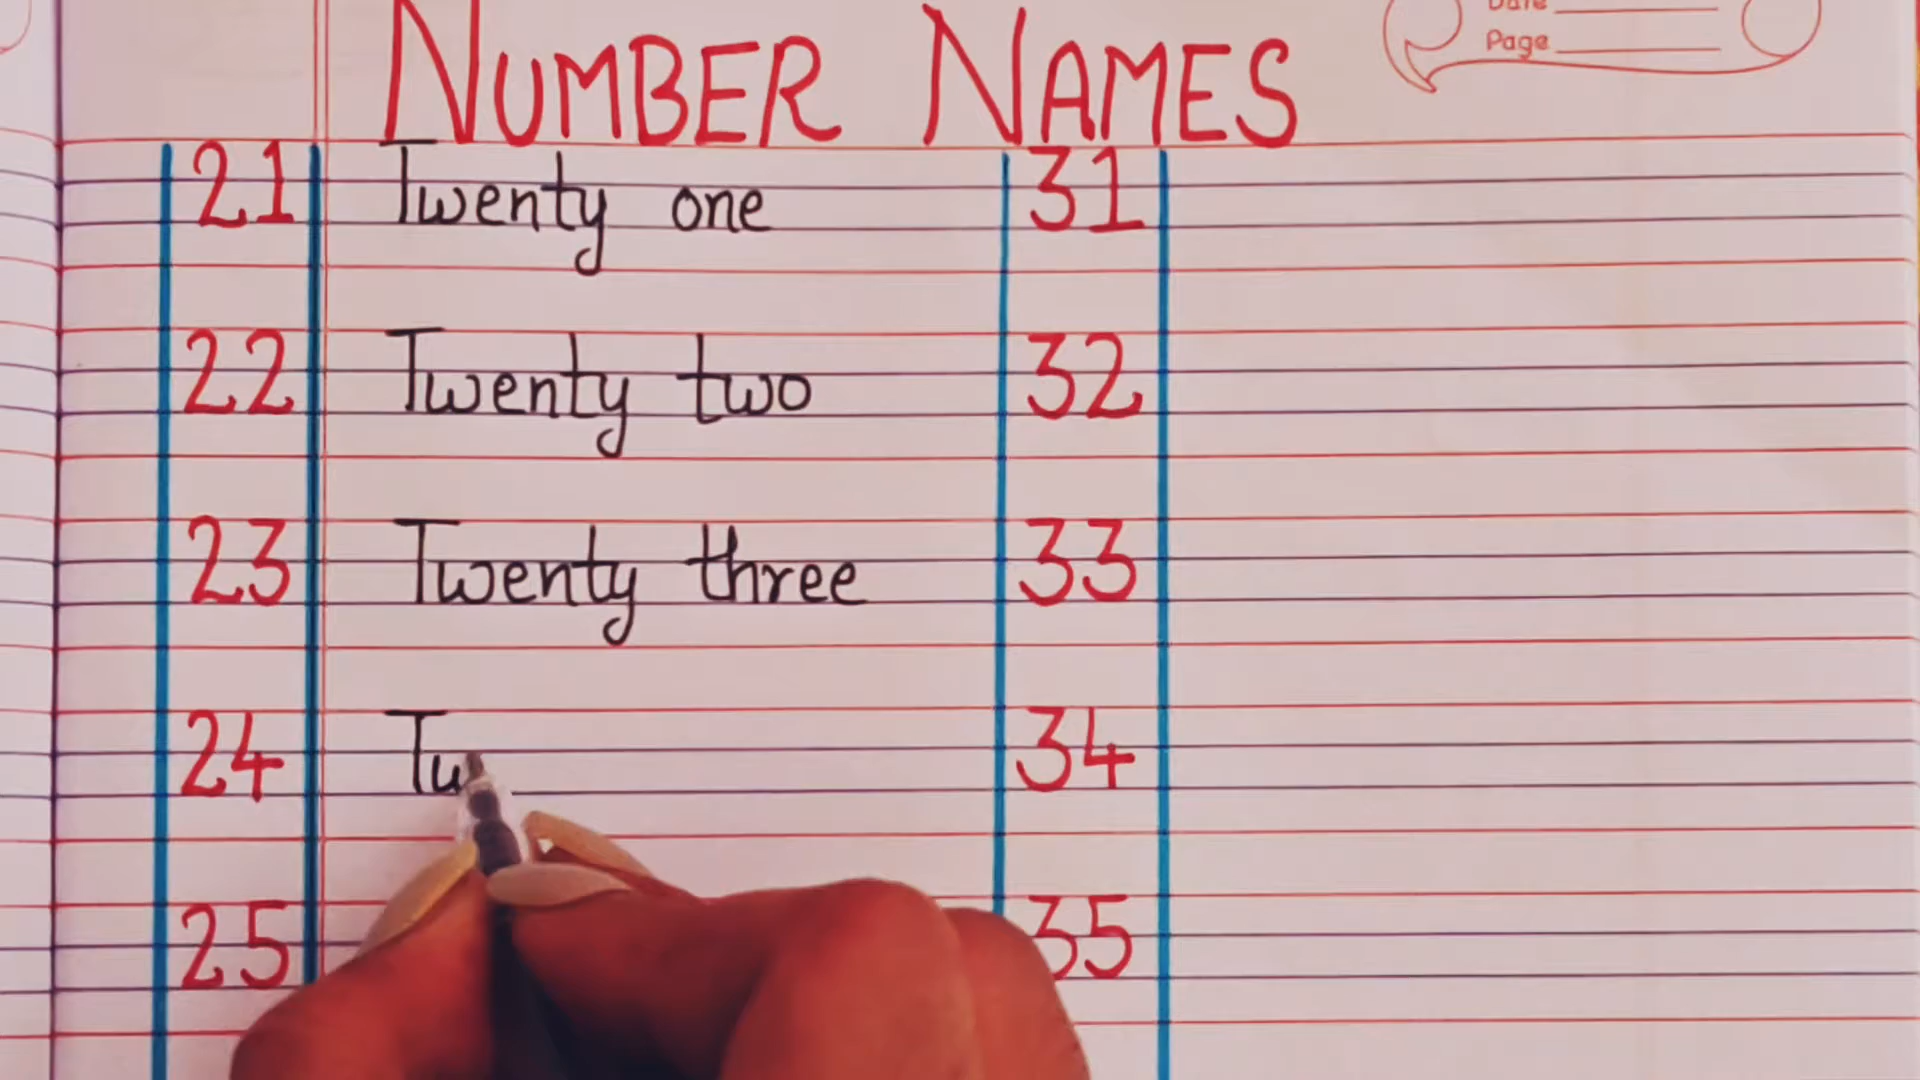 Date
Page
NUMBER NAMES
21 Twenty one 31
22 Twenty two 32
23 Twenty three 33
24 Tw 34
25 35